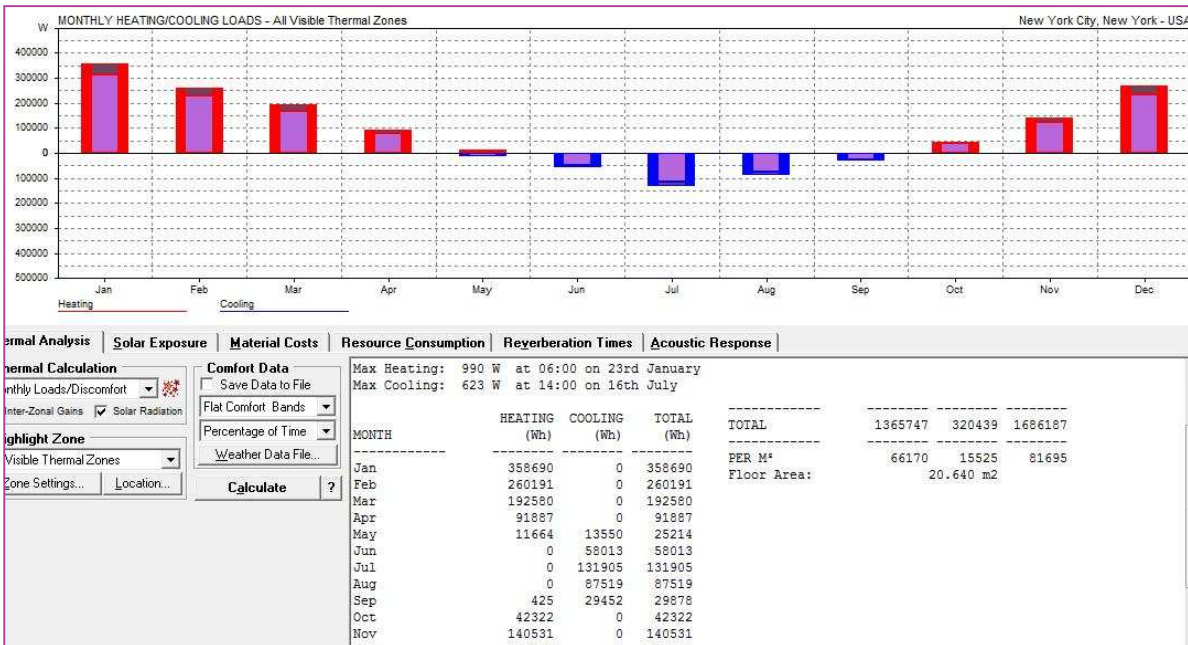 W MONTHLY HEATING/COOLING LOADS - All Visible Thermal Zones New York City, New York - USA
400000
300000
200000
100000
0
100000
200000
300000
400000
500000
Jan Feb Mar Apr May Jun Jul Aug Sep Oct Nov Dec
Heating Cooling
ermal Analysis Solar Exposure Material Costs Resource Consumption Reverberation Times Acoustic Response
hermal Calculation
onthly Loads/Discomfort
Inter-Zonal Gains Solar Radiation
ighlight Zone
Visible Thermal Zones
Zone Settings... Location...
Comfort Data
Save Data to File
Flat Comfort Bands
Percentage of Time
Weather Data File...
Calculate ?
Max Heating: 990 W at 06:00 on 23rd January
Max Cooling: 623 W at 14:00 on 16th July
HEATING COOLING TOTAL
MONTH (Wh) (Wh) (Wh)
------------ -------- -------- --------
Jan 358690 0 358690
Feb 260191 0 260191
Mar 192580 0 192580
Apr 91887 0 91887
May 11664 13550 25214
Jun 0 58013 58013
Jul 0 131905 131905
Aug 0 87519 87519
Sep 425 29452 29878
Oct 42322 0 42322
Nov 140531 0 140531
------------ -------- -------- --------
TOTAL 1365747 320439 1686187
------------ -------- -------- --------
PER M² 66170 15525 81695
Floor Area: 20.640 m2